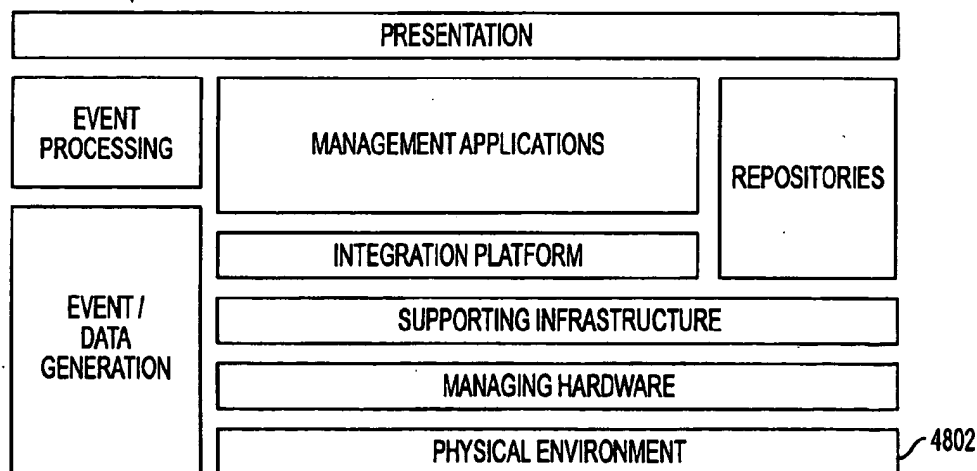 PRESENTATION
EVENT
PROCESSING
MANAGEMENT APPLICATIONS
REPOSITORIES
INTEGRATION PLATFORM
EVENT /
DATA
GENERATION
SUPPORTING INFRASTRUCTURE
MANAGING HARDWARE
PHYSICAL ENVIRONMENT
4802